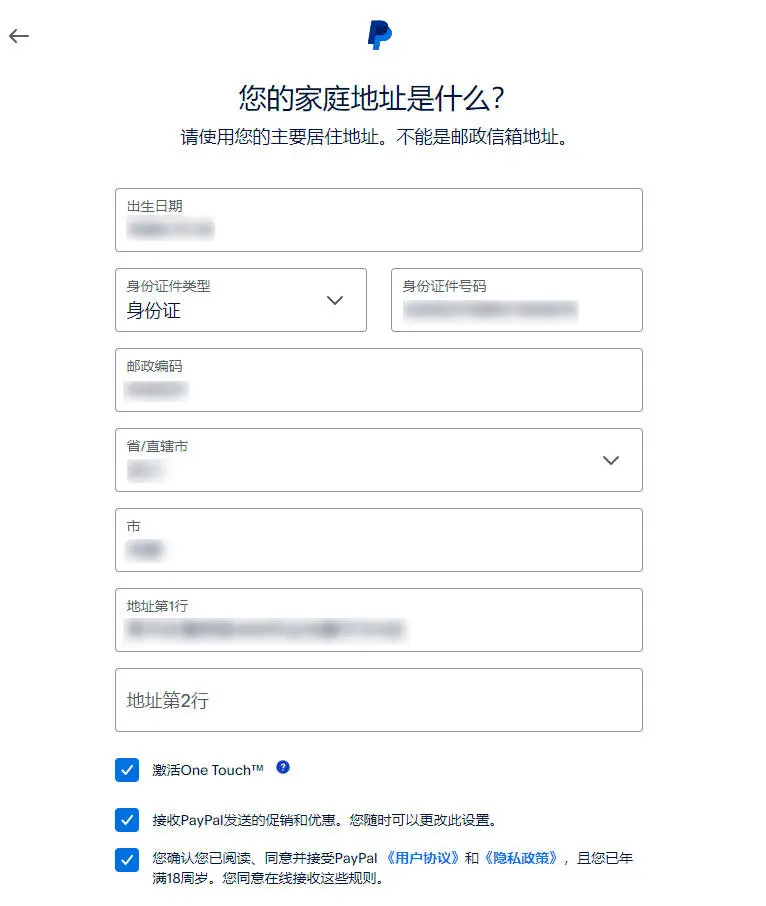 您的家庭地址是什么?
请使用您的主要居住地址。不能是邮政信箱地址。
出生日期
身份证件类型
身份证
身份证件号码
邮政编码
省/直辖市
市
地址第1行
地址第2行
激活One Touch™ ?
接收PayPal发送的促销和优惠。您随时可以更改此设置。
您确认您已阅读、同意并接受PayPal《用户协议》和《隐私政策》,且您已年
满18周岁。您同意在线接收这些规则。